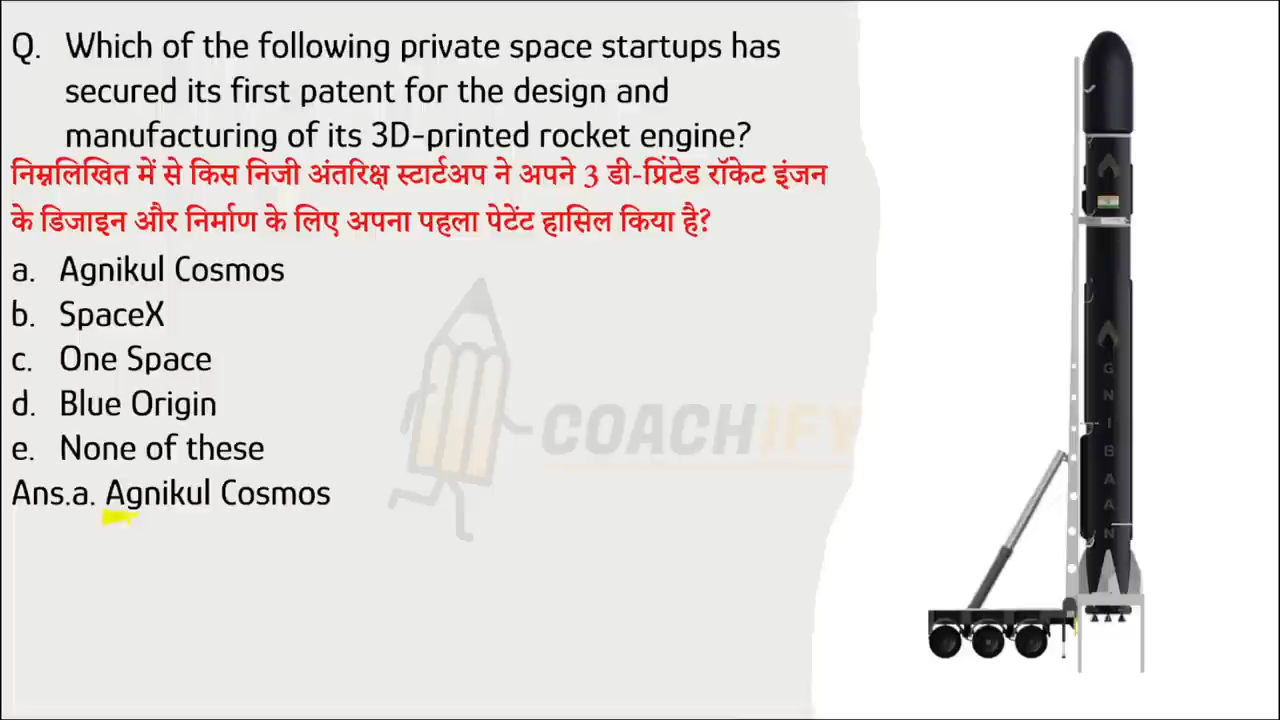 Q. Which of the following private space startups has
secured its first patent for the design and
manufacturing of its 3D-printed rocket engine?
निम्नलिखित में से किस निजी अंतरिक्ष स्टार्टअप ने अपने 3 डी-प्रिंटेड रॉकेट इंजन
के डिजाइन और निर्माण के लिए अपना पहला पेटेंट हासिल किया है?
a. Agnikul Cosmos
b. SpaceX
c. One Space
d. Blue Origin
e. None of these
Ans.a. Agnikul Cosmos
COACHIFY
AGNIBAAN